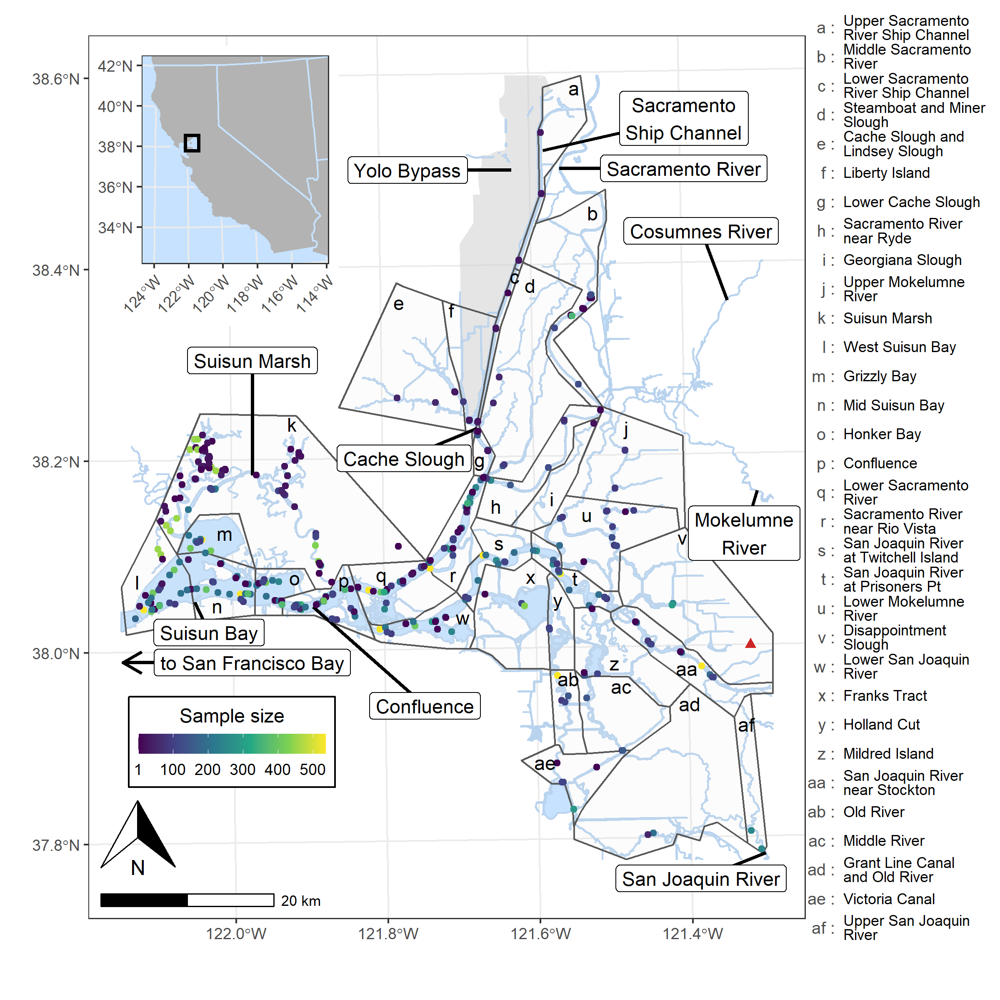 42°N
40°N
38°N
36°N
34°N
124°W
122°W
120°W
118°W
116°W
114°W
38.6°N
38.4°N
38.2°N
38.0°N
37.8°N
122.0°W
121.8°W
121.6°W
121.4°W
Sacramento
Ship Channel
Yolo Bypass
Sacramento River
Cosumnes River
Suisun Marsh
Cache Slough
Mokelumne
River
Suisun Bay
to San Francisco Bay
Confluence
San Joaquin River
a
b
c
d
e
f
k
j
g
h
i
u
m
v
s
l
o
p
q
r
x
t
n
y
w
z
aa
ab
ac
ad
af
ae
Sample size
1 100 200 300 400 500
N
20 km
a : Upper Sacramento
River Ship Channel
b : Middle Sacramento
River
c : Lower Sacramento
River Ship Channel
d : Steamboat and Miner
Slough
e : Cache Slough and
Lindsey Slough
f : Liberty Island
g : Lower Cache Slough
h : Sacramento River
near Ryde
i : Georgiana Slough
j : Upper Mokelumne
River
k : Suisun Marsh
l : West Suisun Bay
m : Grizzly Bay
n : Mid Suisun Bay
o : Honker Bay
p : Confluence
q : Lower Sacramento
River
r : Sacramento River
near Rio Vista
s : San Joaquin River
at Twitchell Island
t : San Joaquin River
at Prisoners Pt
u : Lower Mokelumne
River
v : Disappointment
Slough
w : Lower San Joaquin
River
x : Franks Tract
y : Holland Cut
z : Mildred Island
aa : San Joaquin River
near Stockton
ab : Old River
ac : Middle River
ad : Grant Line Canal
and Old River
ae : Victoria Canal
af : Upper San Joaquin
River